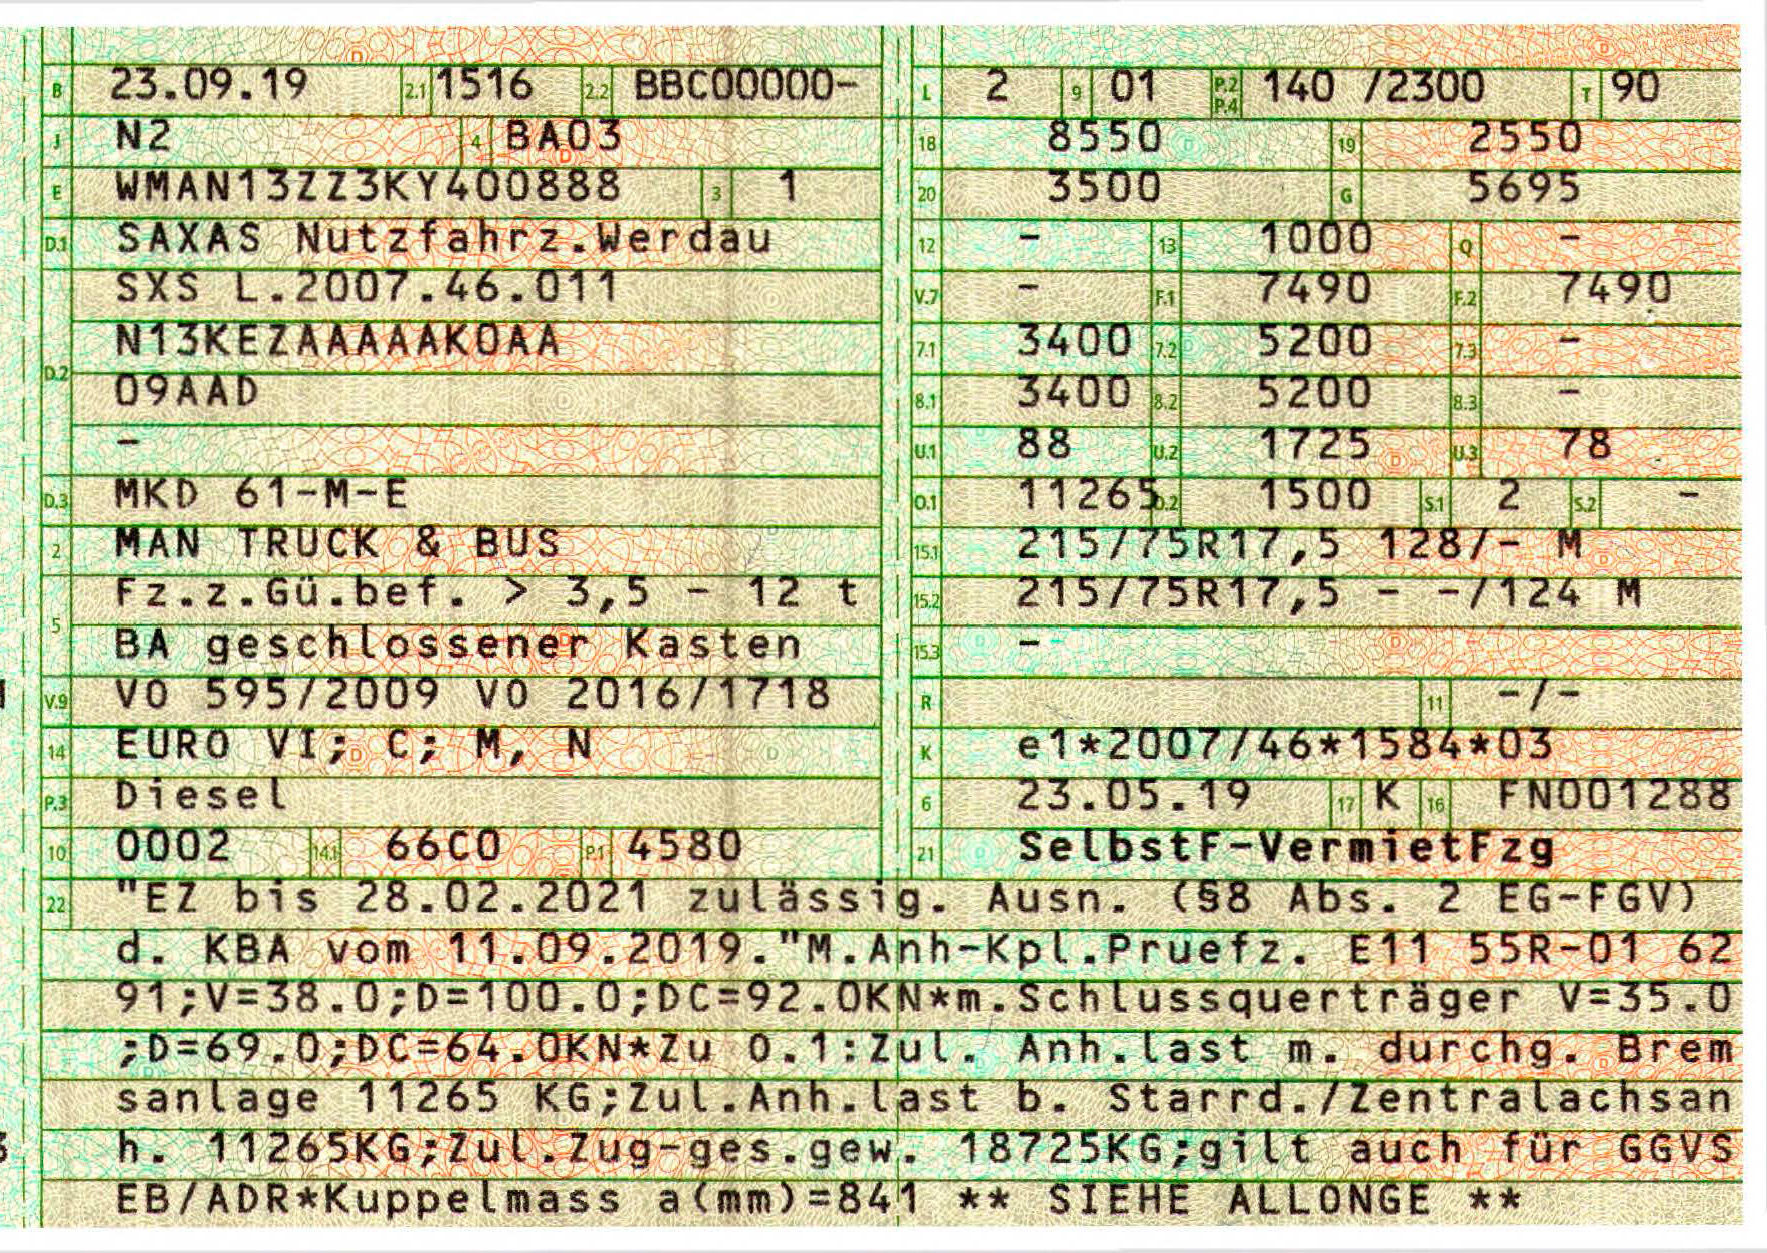 B 23.09.19 2.1 1516 2.2 BBC00000-
J N2 4 BA03
E WMAN13ZZ3KY400888 3 1
D.1 SAXAS Nutzfahrz.Werdau
SXS L.2007.46.011
N13KEZAAAAAAK0AA
D.2
09AAD
-
D.3 MKD 61-M-E
2 MAN TRUCK & BUS
Fz.z.Gü.bef. > 3,5 - 12 t
5
BA geschlossener Kasten
V.9 VO 595/2009 VO 2016/1718
14 EURO VI; C; M, N
P.3 Diesel
10 0002 14.1 66C0 P.1 4580
L 2 9 01 P.2 P.4 140 /2300 T 90
18 8550 19 2550
20 3500 G 5695
12 - 13 1000 Q -
V.7 - F.1 7490 F.2 7490
7.1 3400 7.2 5200 7.3 -
8.1 3400 8.2 5200 8.3 -
U.1 88 U.2 1725 U.3 78
O.1 11265 O.2 1500 S.1 2 S.2 -
15.1 215/75R17,5 128/- M
15.2 215/75R17,5 - -/124 M
15.3 -
R 11 -/-
K e1*2007/46*1584*03
6 23.05.19 17 K 16 FN001288
21 SelbstF-VermietFzg
22 "EZ bis 28.02.2021 zulässig. Ausn. (§8 Abs. 2 EG-FGV)
d. KBA vom 11.09.2019."M.Anh-Kpl.Pruefz. E11 55R-01 62
91;V=38.0;D=100.0;DC=92.0KN*m.Schlussquerträger V=35.0
;D=69.0;DC=64.0KN*Zu 0.1:Zul. Anh.last m. durchg. Brem
sanlage 11265 KG;Zul.Anh.last b. Starrd./Zentralachsan
h. 11265KG;Zul.Zug-ges.gew. 18725KG;gilt auch für GGVS
EB/ADR*Kuppelmass a(mm)=841 ** SIEHE ALLONGE **